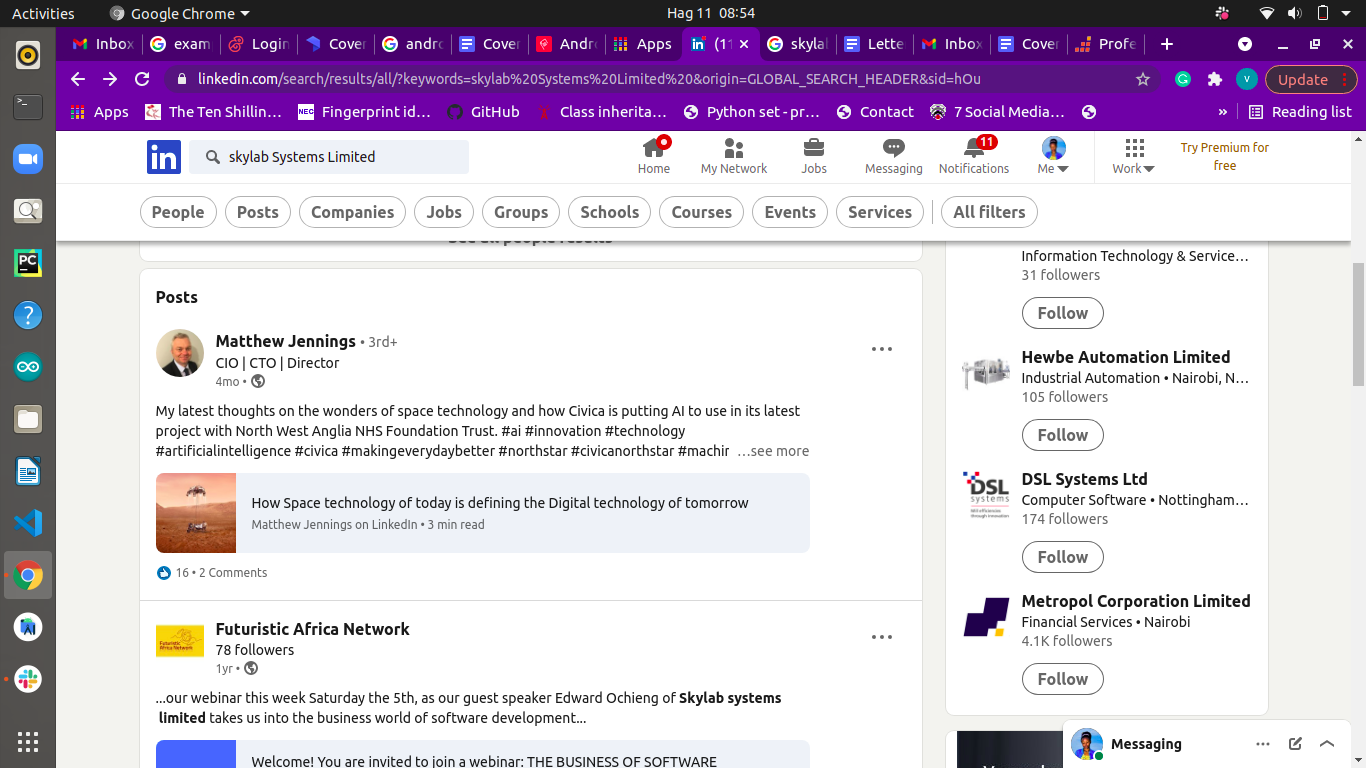 Activities
Google Chrome
Hag 11 08:54
Inbox
exam
Login
Cover
andro
Cover
Andro
Apps
(11
skylab
Lette
Inbox
Cover
Profe
linkedin.com/search/results/all/?keywords=skylab%20Systems%20Limited%20&origin=GLOBAL_SEARCH_HEADER&sid=hOu
V
Update
Apps
The Ten Shillin…
NEC
Fingerprint id…
GitHub
Class inherita…
Python set - pr…
Contact
7 Social Media…
»
Reading list
in
skylab Systems Limited
Home
My Network
Jobs
Messaging
11
Notifications
Me
Work
Try Premium for
free
People
Posts
Companies
Jobs
Groups
Schools
Courses
Events
Services
All filters
See all people results
Posts
Matthew Jennings • 3rd+
CIO | CTO | Director
4mo •
My latest thoughts on the wonders of space technology and how Civica is putting AI to use in its latest
project with North West Anglia NHS Foundation Trust. #ai #innovation #technology
#artificialintelligence #civica #makingeverydaybetter #northstar #civicanorthstar #machir …see more
How Space technology of today is defining the Digital technology of tomorrow
Matthew Jennings on LinkedIn • 3 min read
16 • 2 Comments
Futuristic
Africa Network
Futuristic Africa Network
78 followers
1yr •
...our webinar this week Saturday the 5th, as our guest speaker Edward Ochieng of Skylab systems
limited takes us into the business world of software development...
Welcome! You are invited to join a webinar: THE BUSINESS OF SOFTWARE
Information Technology & Service…
31 followers
Follow
Hewbe Automation Limited
Industrial Automation • Nairobi, N…
105 followers
Follow
DSL
systems
DSL Systems Ltd
Computer Software • Nottingham…
174 followers
Follow
Metropol Corporation Limited
Financial Services • Nairobi
4.1K followers
Follow
Messaging
PC